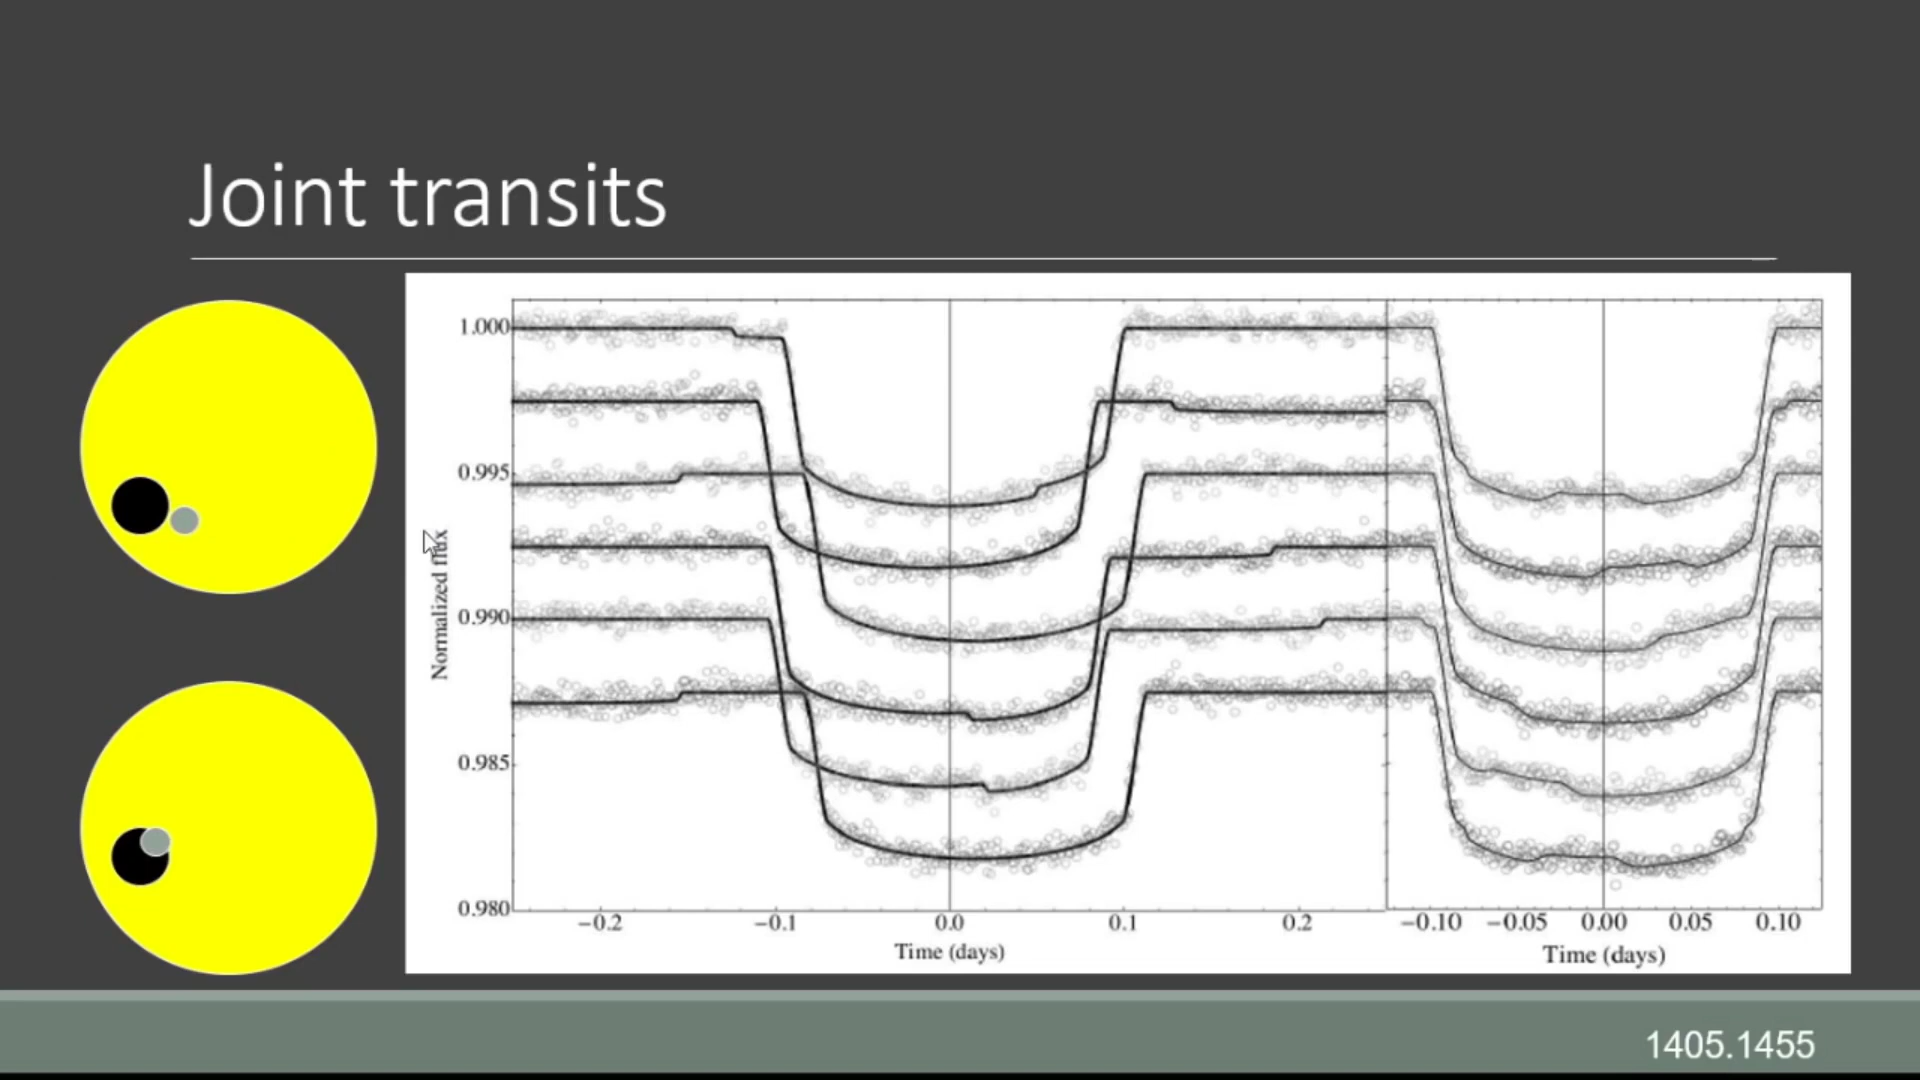 Joint transits
1.000
0.995
0.990
0.985
0.980
Normalized flux
−0.2 −0.1 0.0 0.1 0.2
Time (days)
−0.10 −0.05 0.00 0.05 0.10
Time (days)
1405.1455